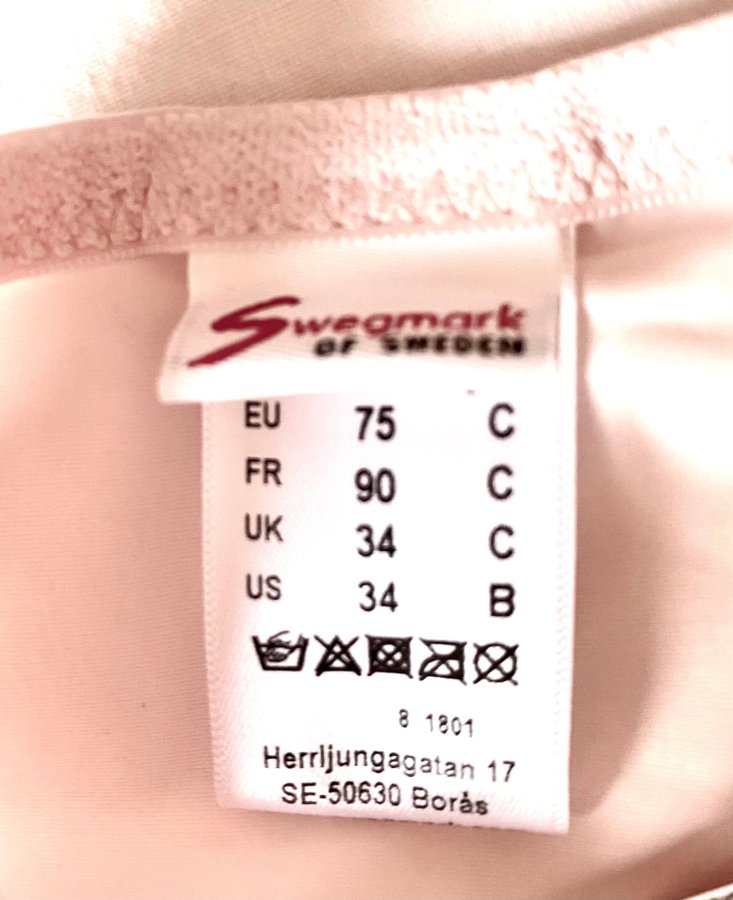 Swegmark
OF SWEDEN
EU 75 C
FR 90 C
UK 34 C
US 34 B
8 1801
Herrljungagatan 17
SE-50630 Borås